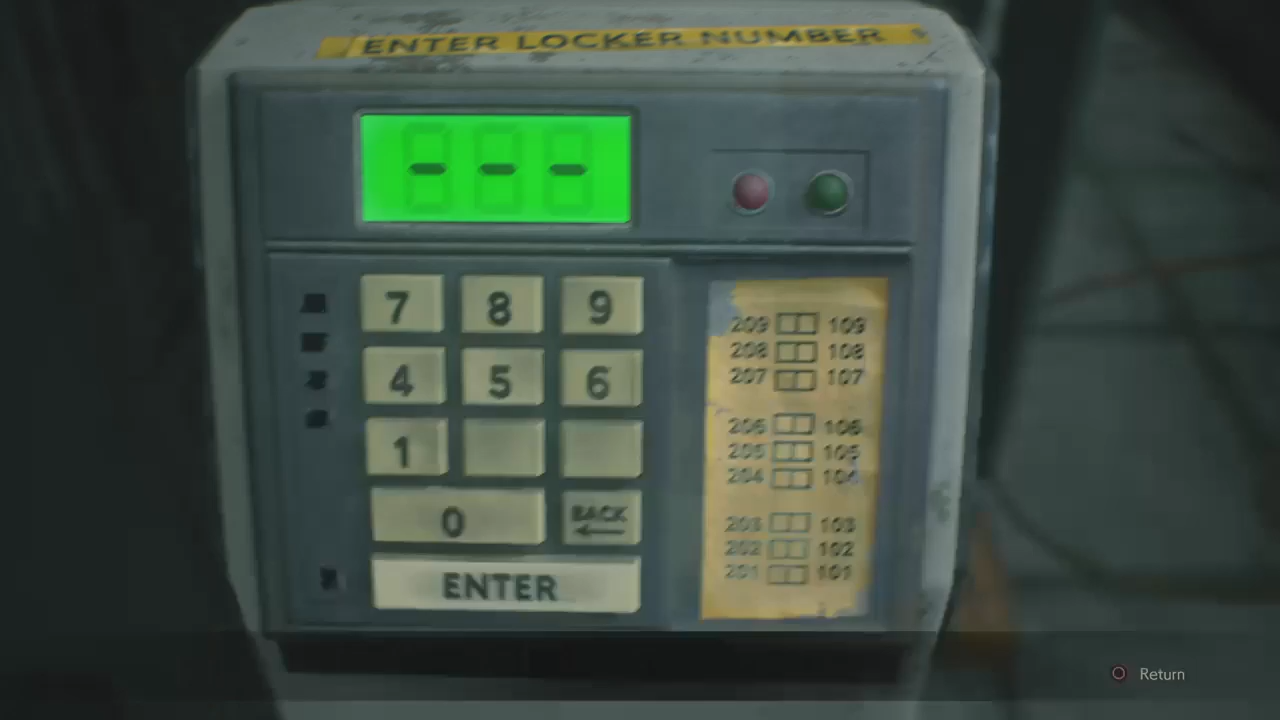 ENTER LOCKER NUMBER
- - -
7 8 9
4 5 6
1
0 BACK
ENTER
209 109
208 108
207 107
206 106
205 105
204 104
203 103
202 102
201 101
Return